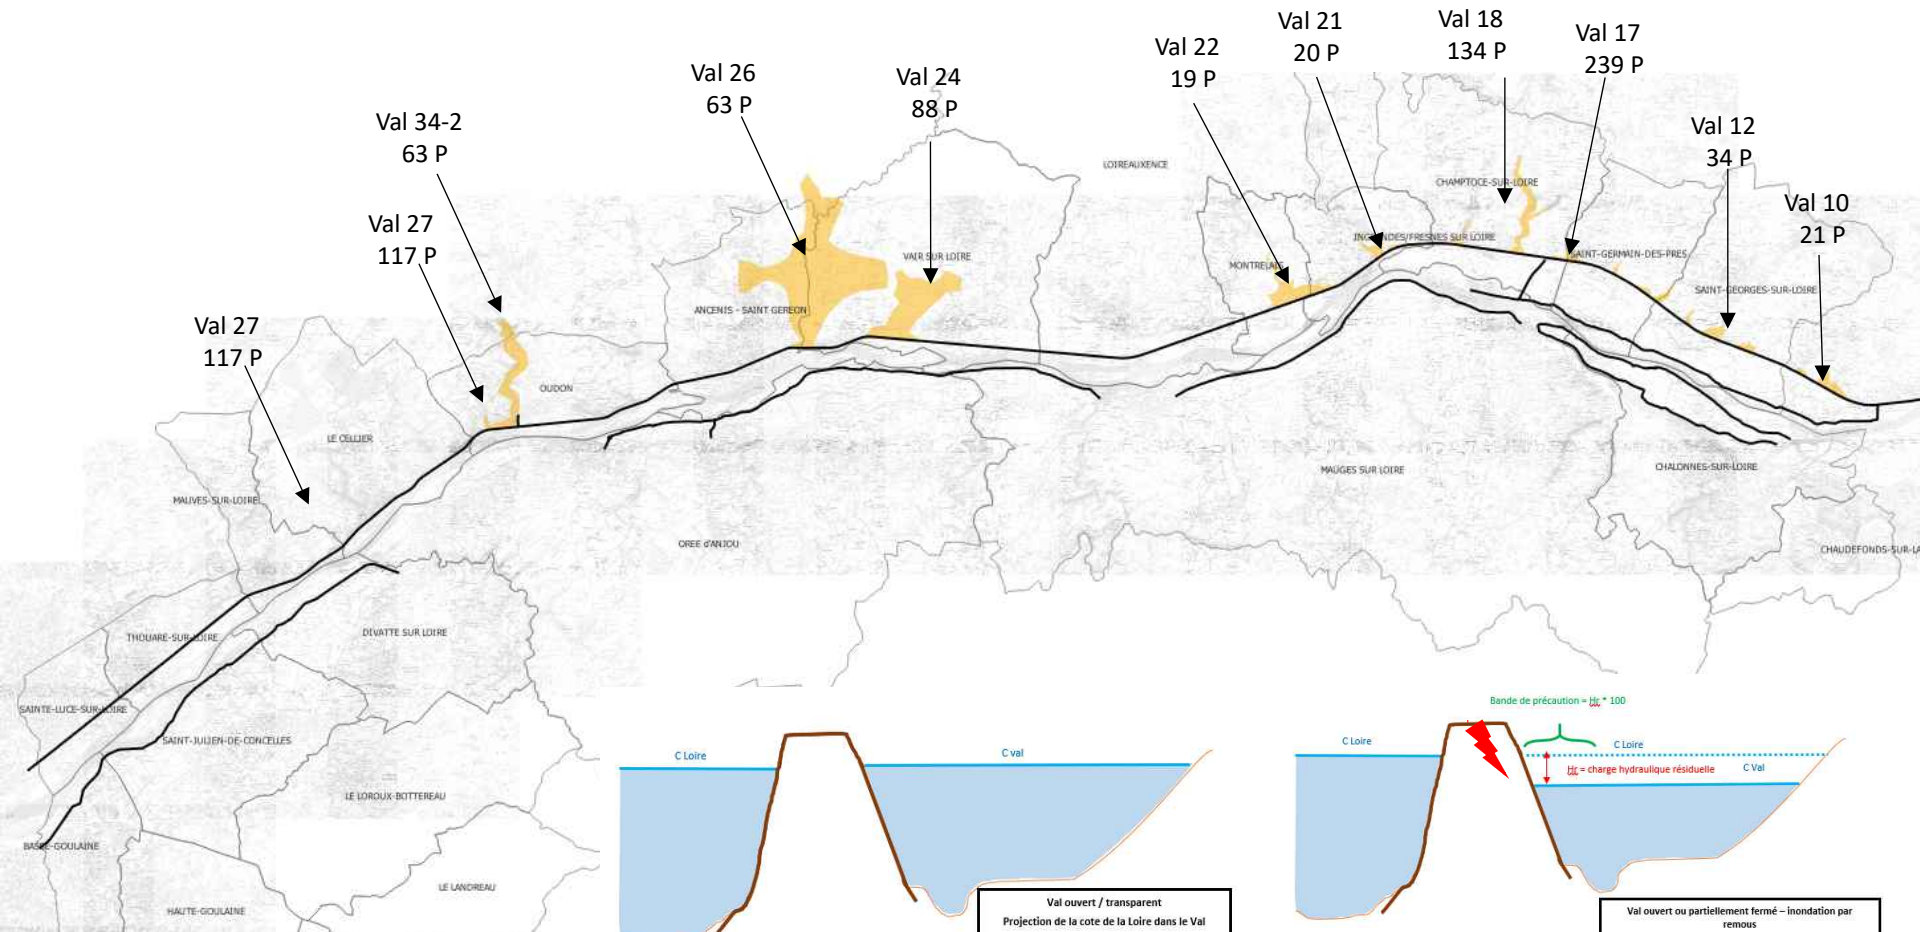 Val 21
20 P
Val 18
134 P
Val 17
239 P
Val 22
19 P
Val 26
63 P
Val 24
88 P
Val 34-2
63 P
Val 12
34 P
Val 27
117 P
Val 10
21 P
Val 27
117 P
LOIREAUXENCE
CHAMPTOCE-SUR-LOIRE
INGRANDES/FRESNES SUR LOIRE
SAINT-GERMAIN-DES-PRES
VAIR SUR LOIRE
MONTRELAIS
SAINT-GEORGES-SUR-LOIRE
ANCENIS - SAINT GEREON
OUDON
LE CELLIER
MAUGES SUR LOIRE
CHALONNES-SUR-LOIRE
MAUVES-SUR-LOIRE
OREE d'ANJOU
CHAUDEFONDS-SUR-LA
THOUARE-SUR-LOIRE
DIVATTE SUR LOIRE
SAINTE-LUCE-SUR-LOIRE
SAINT-JULIEN-DE-CONCELLES
LE LOROUX-BOTTEREAU
BASSE-GOULAINE
LE LANDREAU
HAUTE-GOULAINE
C Loire
C val
Val ouvert / transparent
Projection de la cote de la Loire dans le Val
Bande de précaution = Hr * 100
C Loire
C Loire
Hr = charge hydraulique résiduelle
C Val
Val ouvert ou partiellement fermé – inondation par
remous